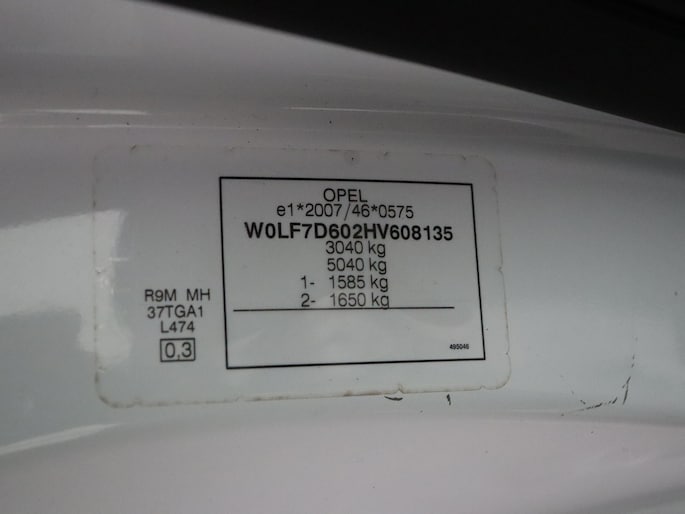 OPEL
e1*2007/46*0575
W0LF7D602HV608135
3040 kg
5040 kg
1- 1585 kg
2- 1650 kg
R9M MH
37TGA1
L474
0,3
495046